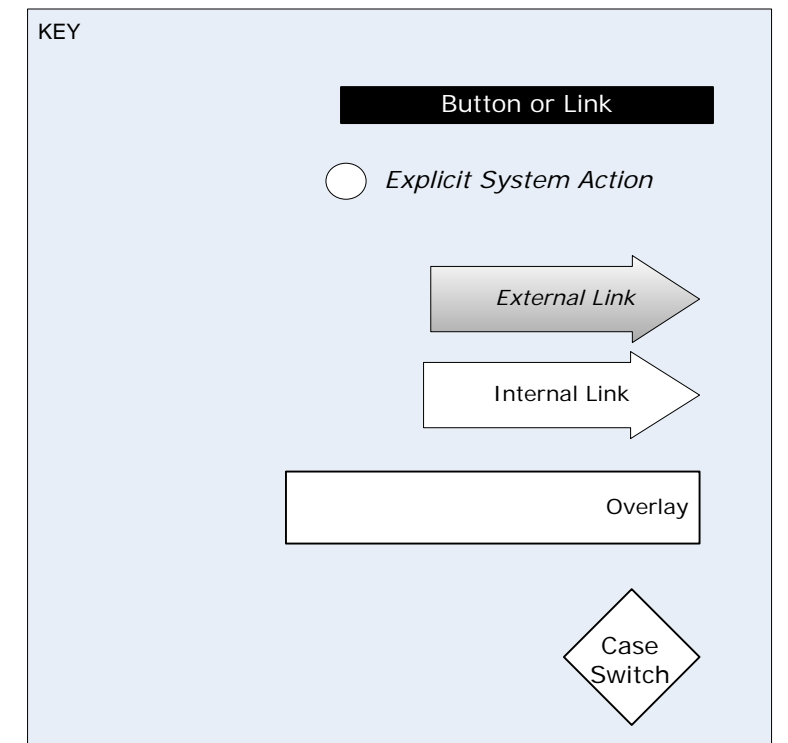 KEY
Button or Link
Explicit System Action
External Link
Internal Link
Overlay
Case
Switch